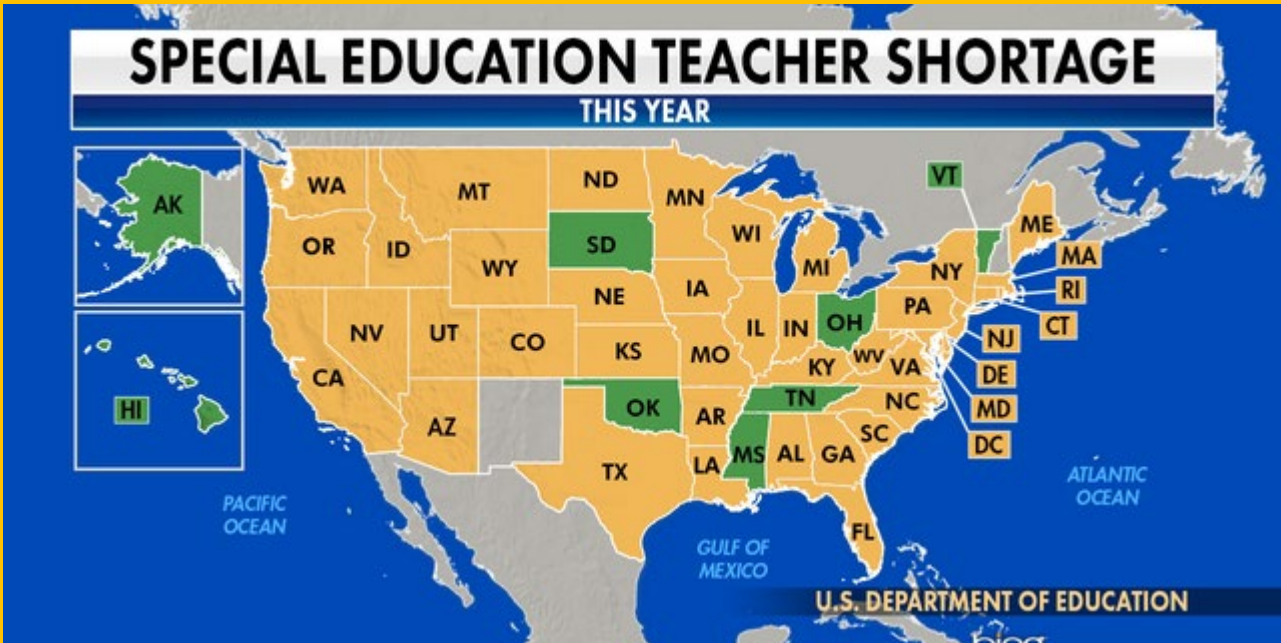 SPECIAL EDUCATION TEACHER SHORTAGE
THIS YEAR
AK
HI
WA
MT
ND
MN
VT
ME
OR
ID
WY
SD
WI
MI
NY
MA
RI
CT
NE
IA
PA
NJ
NV
UT
CO
KS
MO
IL
IN
OH
WV
VA
KY
DE
MD
DC
CA
AZ
OK
AR
TN
NC
SC
TX
LA
MS
AL
GA
FL
PACIFIC
OCEAN
GULF OF
MEXICO
ATLANTIC
OCEAN
U.S. DEPARTMENT OF EDUCATION